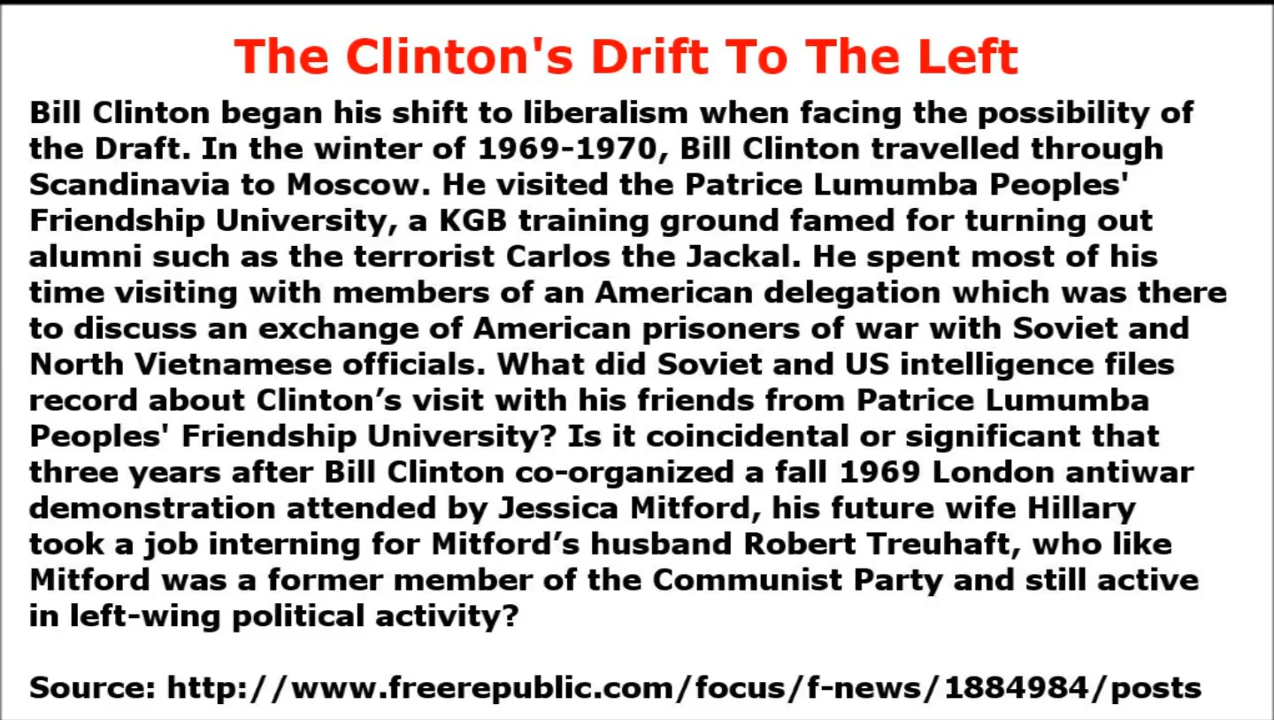 The Clinton's Drift To The Left
Bill Clinton began his shift to liberalism when facing the possibility of
the Draft. In the winter of 1969-1970, Bill Clinton travelled through
Scandinavia to Moscow. He visited the Patrice Lumumba Peoples'
Friendship University, a KGB training ground famed for turning out
alumni such as the terrorist Carlos the Jackal. He spent most of his
time visiting with members of an American delegation which was there
to discuss an exchange of American prisoners of war with Soviet and
North Vietnamese officials. What did Soviet and US intelligence files
record about Clinton’s visit with his friends from Patrice Lumumba
Peoples' Friendship University? Is it coincidental or significant that
three years after Bill Clinton co-organized a fall 1969 London antiwar
demonstration attended by Jessica Mitford, his future wife Hillary
took a job interning for Mitford’s husband Robert Treuhaft, who like
Mitford was a former member of the Communist Party and still active
in left-wing political activity?
Source: http://www.freerepublic.com/focus/f-news/1884984/posts